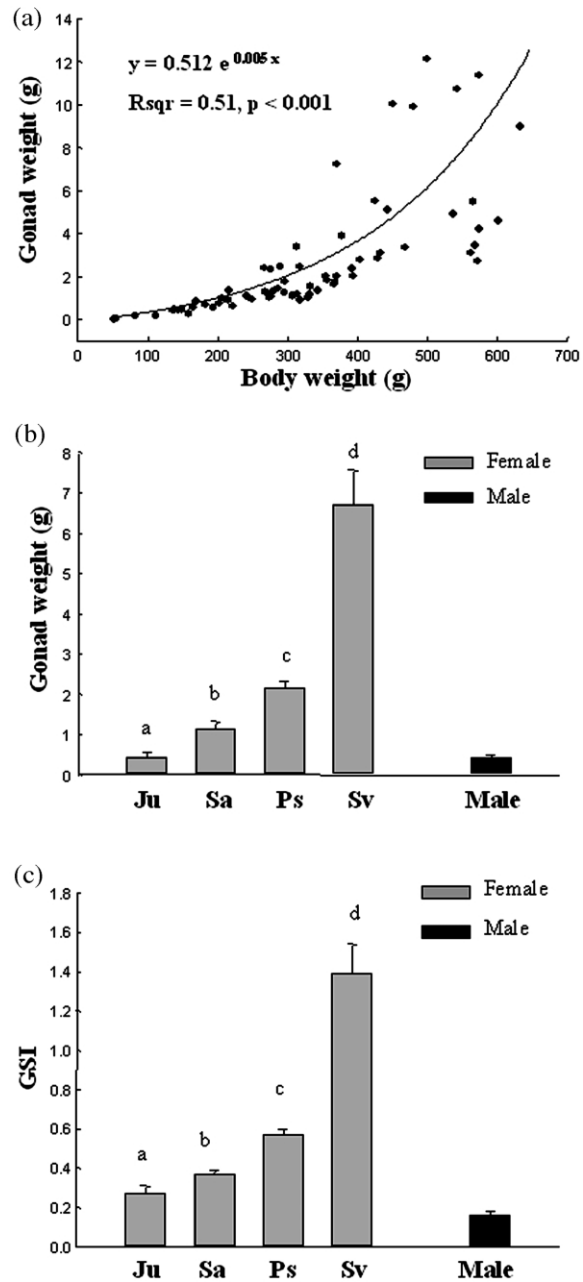 (a)
14
12
10
8
6
4
2
0
Gonad weight (g)
y = 0.512 e 0.005 x
Rsqr = 0.51, p < 0.001
0 100 200 300 400 500 600 700
Body weight (g)
(b)
8
7
6
5
4
3
2
1
0
Gonad weight (g)
a
b
c
d
Female
Male
Ju Sa Ps Sv Male
(c)
1.8
1.6
1.4
1.2
1.0
0.8
0.6
0.4
0.2
0.0
GSI
a
b
c
d
Female
Male
Ju Sa Ps Sv Male